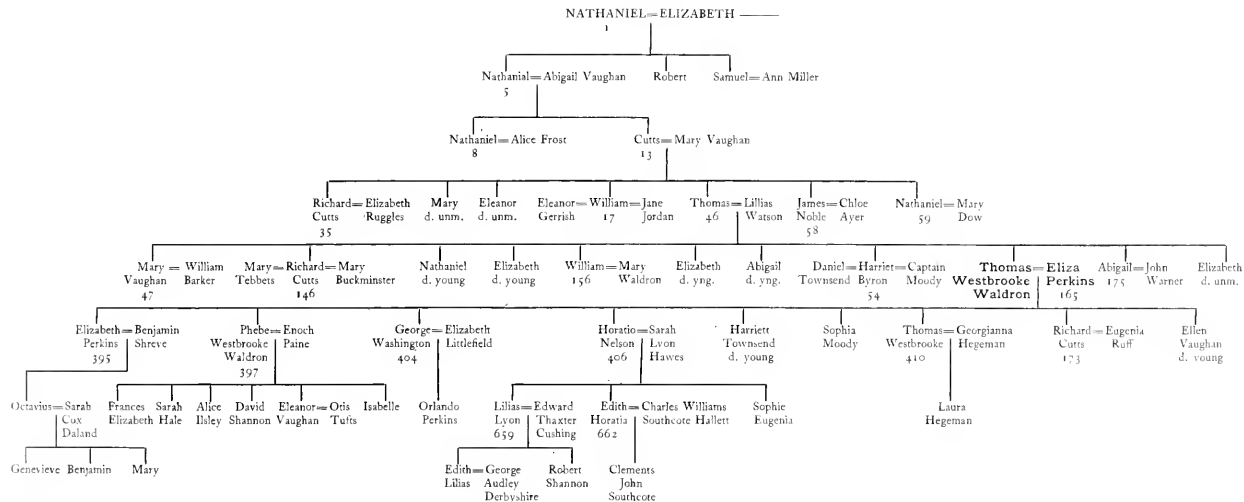 NATHANIEL=ELIZABETH ——
1
Nathanial=Abigail Vaughan Robert Samuel=Ann Miller
5
Nathaniel=Alice Frost Cutts=Mary Vaughan
8 13
Richard=Elizabeth Mary Eleanor Eleanor=William=Jane Thomas=Lillias James=Chloe Nathaniel=Mary
Cutts Ruggles d. unm. d. unm. Gerrish 17 Jordan 46 Watson Noble Ayer 59 Dow
35 58
Mary=William Mary=Richard=Mary Nathaniel Elizabeth William=Mary Elizabeth Abigail Daniel=Harriet=Captain Thomas=Eliza Abigail=John Elizabeth
Vaughan Barker Tebbets Cutts Buckminster d. young d. young 156 Waldron d. yng. d. yng. Townsend Byron Moody Westbrooke Perkins 175 Warner d. unm.
47 146 54 Waldron 165
Elizabeth=Benjamin Phebe=Enoch George=Elizabeth Horatio=Sarah Harriett Sophia Thomas=Georgianna Richard=Eugenia Ellen
Perkins Shreve Westbrooke Paine Washington Littlefield Nelson Lyon Townsend Moody Westbrooke Hegeman Cutts Ruff Vaughan
395 Waldron 404 406 Hawes d. young 410 173 d. young
397
Octavius=Sarah Frances Sarah Alice David Eleanor=Otis Isabelle Orlando Lilias=Edward Edith=Charles Williams Sophie Laura
Cox Elizabeth Hale Ilsley Shannon Vaughan Tufts Perkins Lyon Thaxter Horatia Southcote Hallett Eugenia Hegeman
Daland 659 Cushing 662
Genevieve Benjamin Mary Edith=George Robert Clements
Lilias Audley Shannon John
Derbyshire Southcote